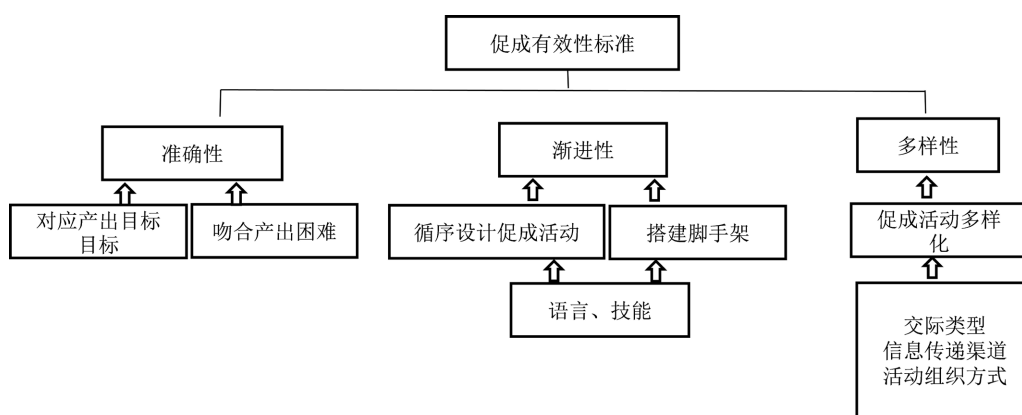 促成有效性标准
准确性
渐进性
多样性
对应产出目标
目标
吻合产出困难
循序设计促成活动
搭建脚手架
促成活动多样
化
语言、技能
交际类型
信息传递渠道
活动组织方式